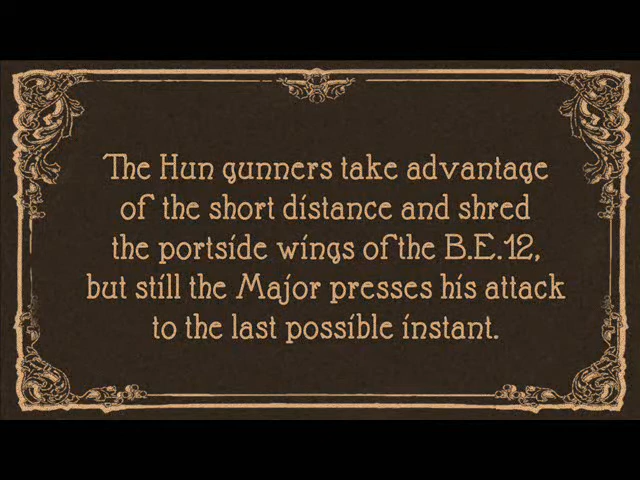 The Hun gunners take advantage
of the short distance and shred
the portside wings of the B.E.12,
but still the Major presses his attack
to the last possible instant.